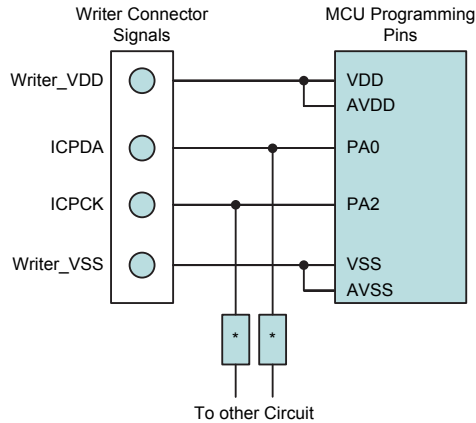 Writer Connector
Signals
MCU Programming
Pins
Writer_VDD
VDD
AVDD
ICPDA
PA0
ICPCK
PA2
Writer_VSS
VSS
AVSS
*
*
To other Circuit